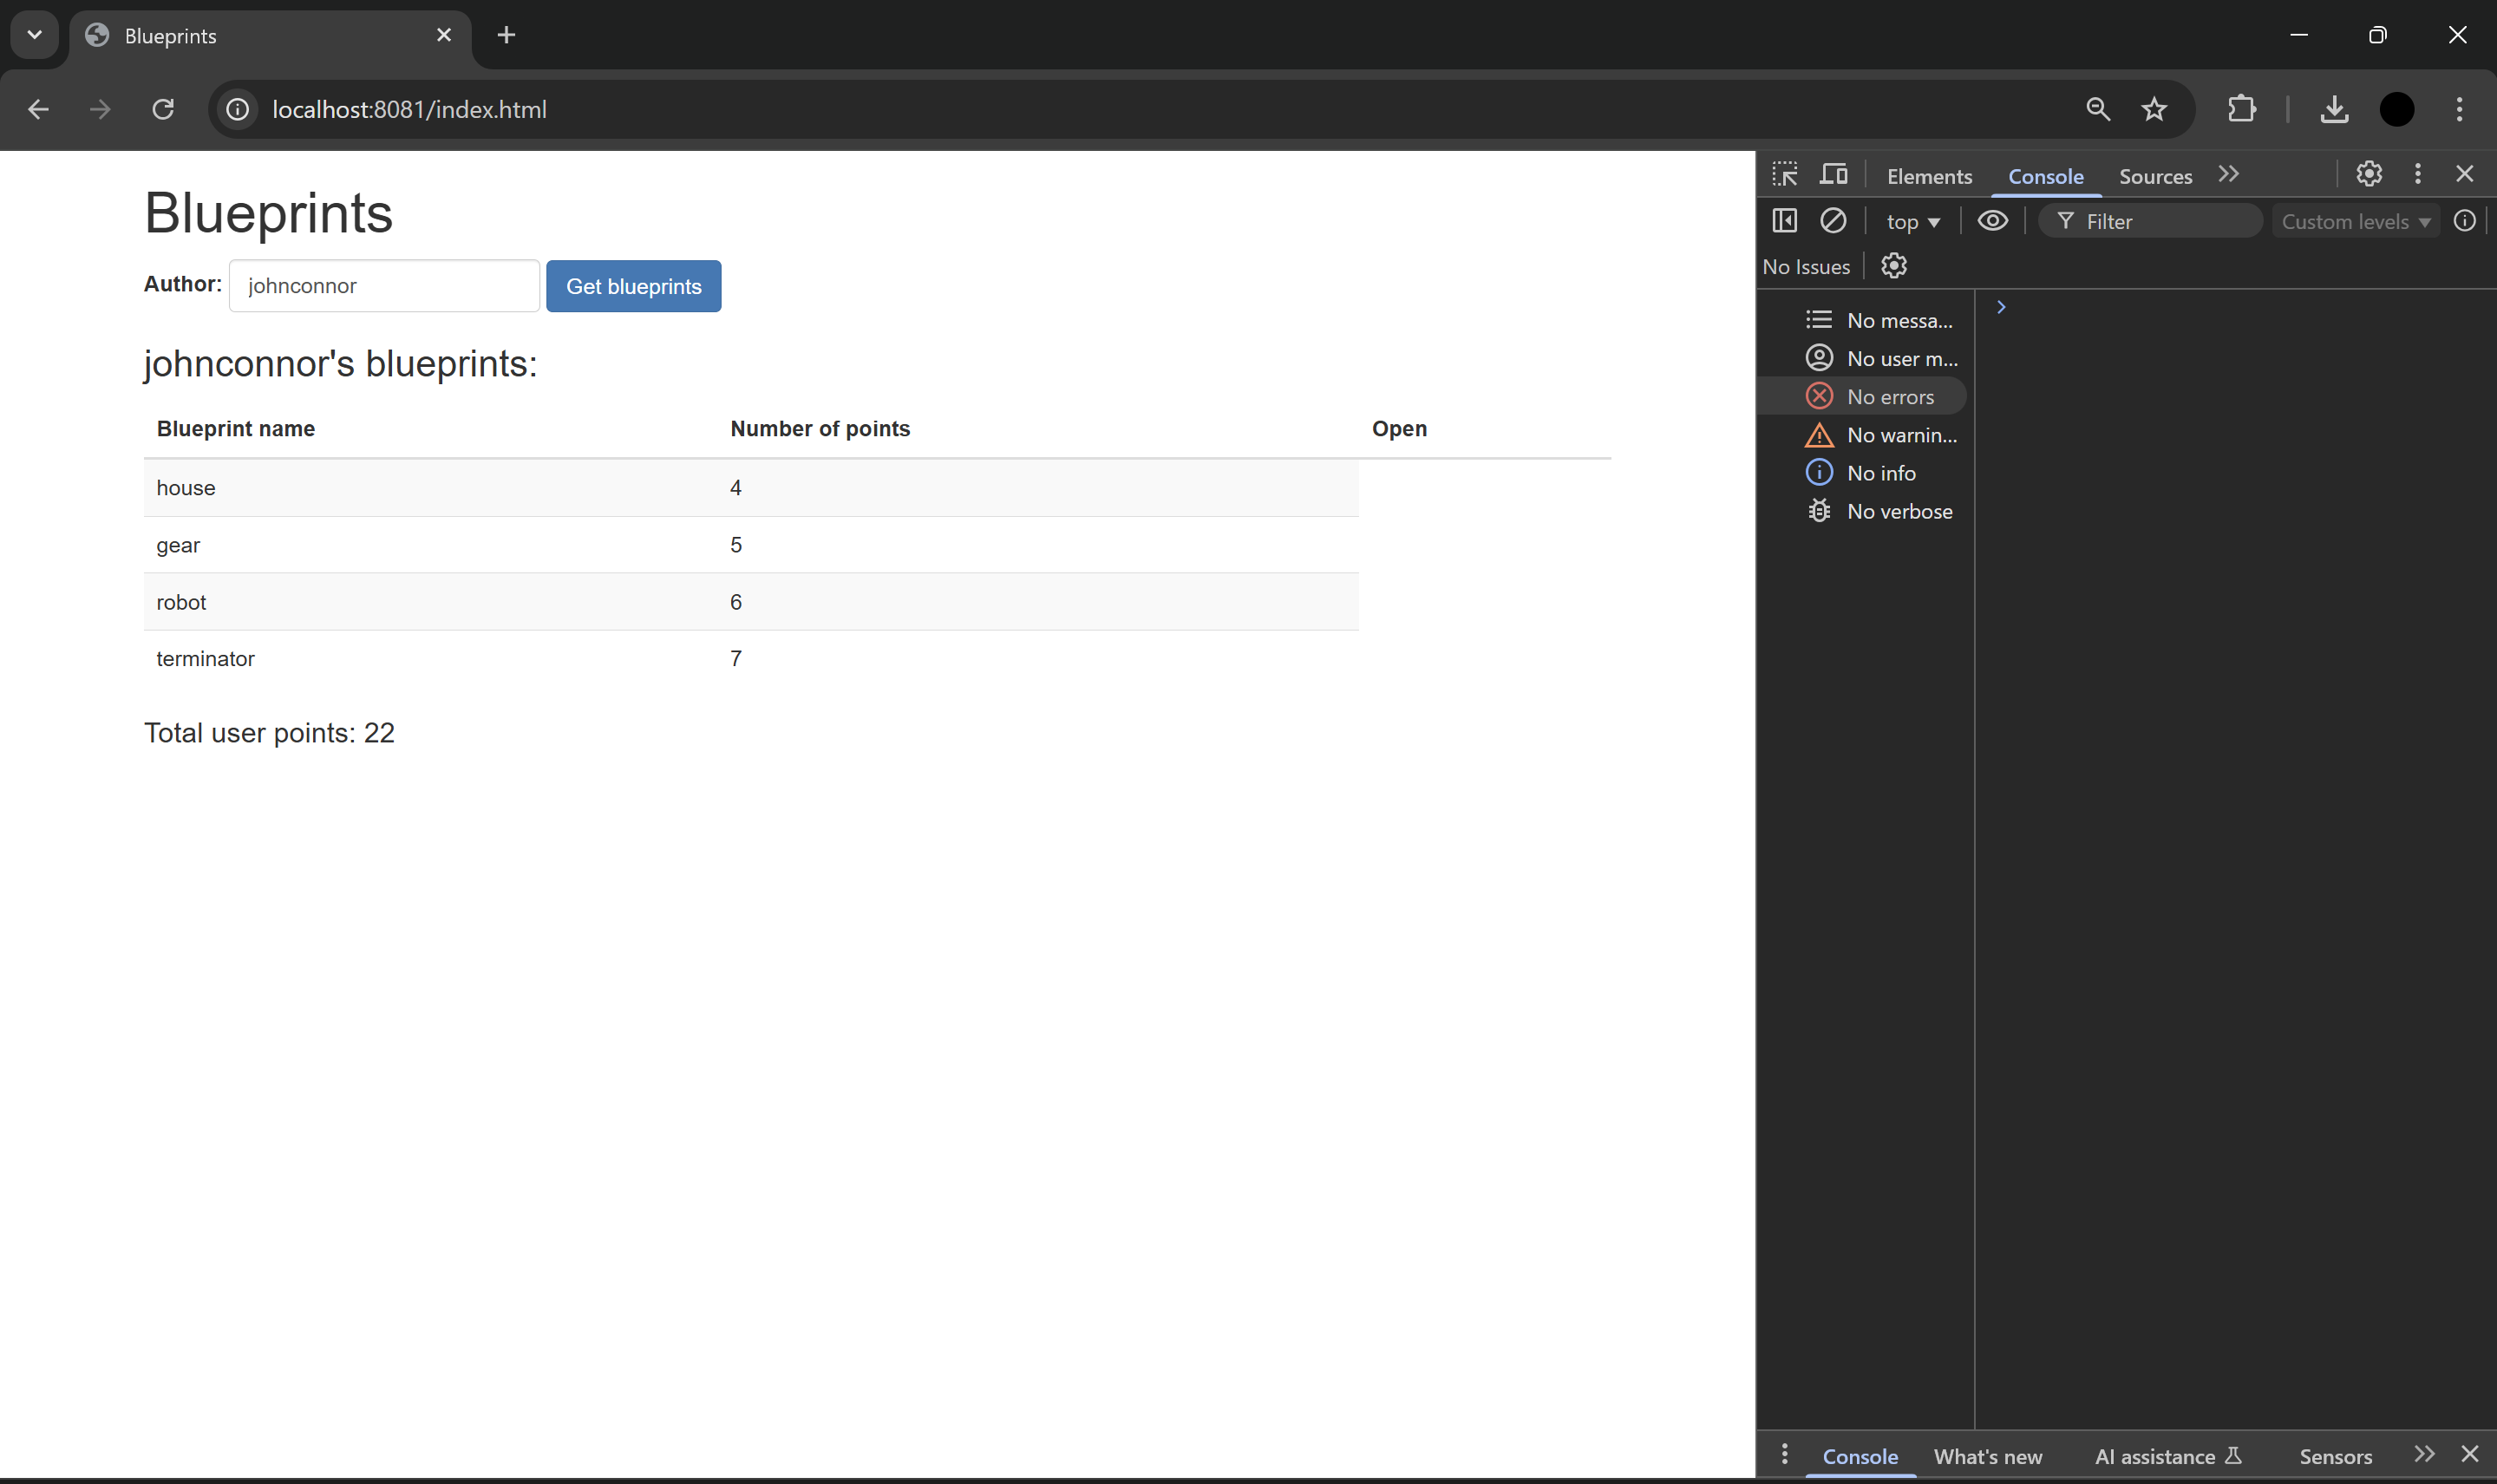 Blueprints
localhost:8081/index.html
Blueprints
Author: johnconnor Get blueprints
johnconnor's blueprints:
Blueprint name Number of points Open
house 4
gear 5
robot 6
terminator 7
Total user points: 22
Elements Console Sources
top Filter Custom levels
No Issues
No messa...
No user m...
No errors
No warnin...
No info
No verbose
Console What's new AI assistance Sensors